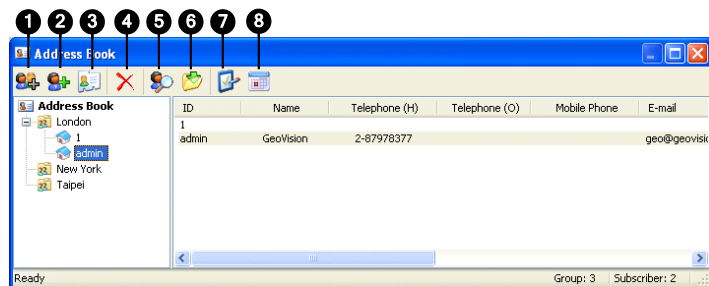 1 2 3 4 5 6 7 8
Address Book
Address Book
London
1
admin
New York
Taipei
ID Name Telephone (H) Telephone (O) Mobile Phone E-mail
1
admin GeoVision 2-87978377 geo@geovisio
Ready Group: 3 Subscriber: 2